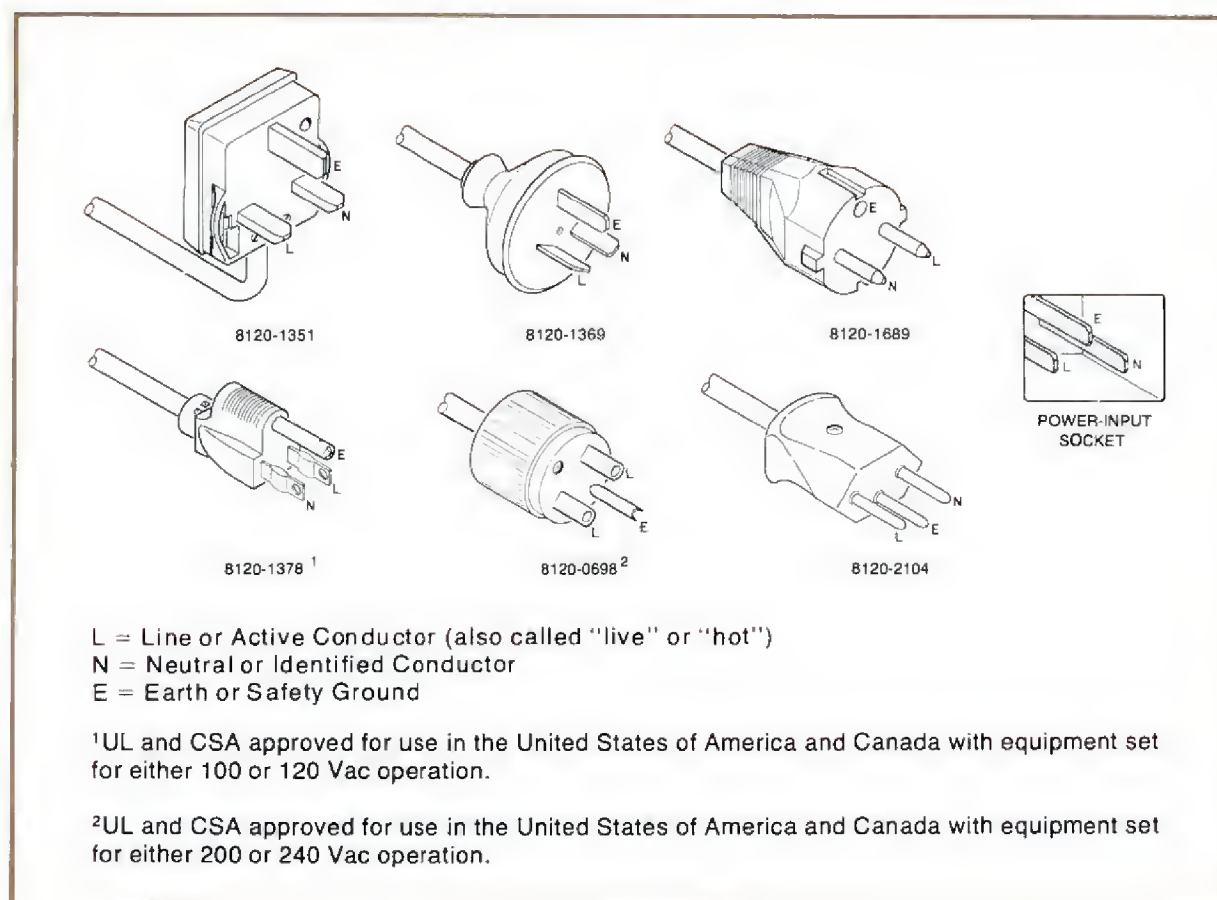 E
N
L
8120-1351
E
N
L
8120-1369
E
L
N
8120-1689
E
L
N
POWER-INPUT
SOCKET
E
L
N
8120-1378 1
L
E
L
8120-0698 2
N
E
L
8120-2104
L = Line or Active Conductor (also called "live" or "hot")
N = Neutral or Identified Conductor
E = Earth or Safety Ground
1UL and CSA approved for use in the United States of America and Canada with equipment set
for either 100 or 120 Vac operation.
2UL and CSA approved for use in the United States of America and Canada with equipment set
for either 200 or 240 Vac operation.